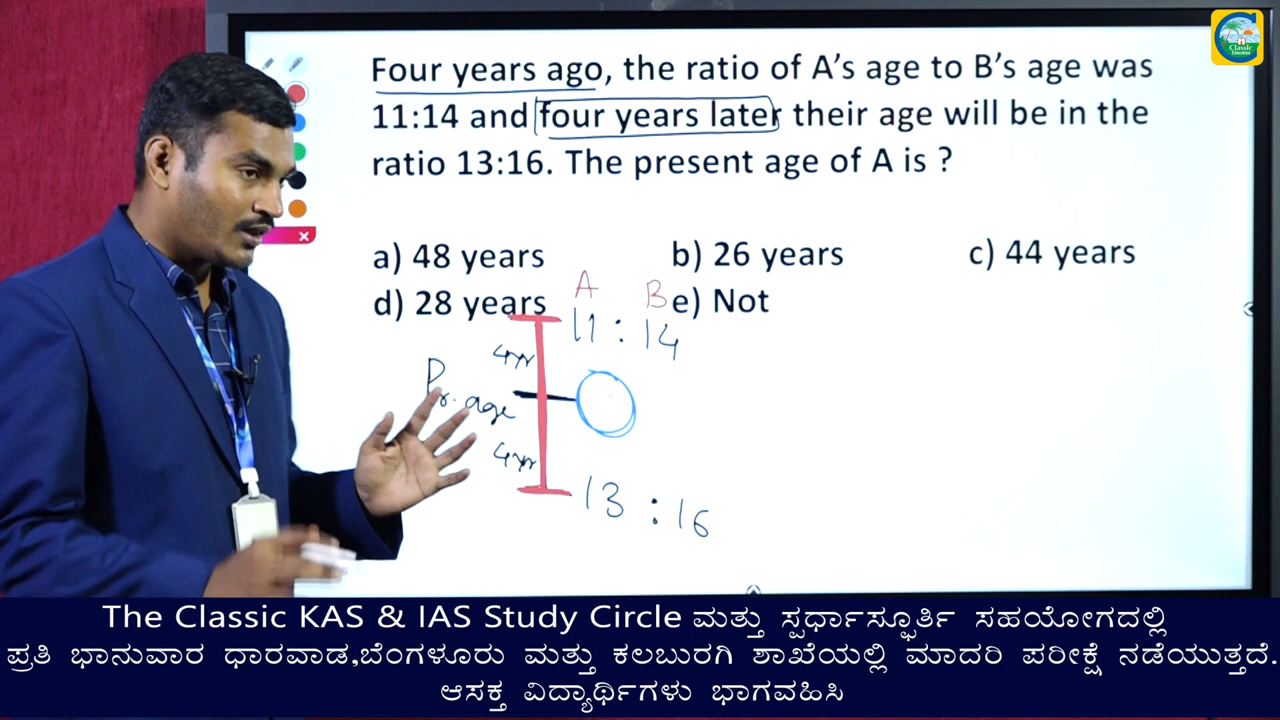 Classic
Education
Four years ago, the ratio of A's age to B's age was
11:14 and four years later their age will be in the
ratio 13:16. The present age of A is ?
a) 48 years b) 26 years c) 44 years
d) 28 years e) Not
A B
11 : 14
4yr
Pr. age
4yr
13 : 16
The Classic KAS & IAS Study Circle ಮತ್ತು ಸ್ಪರ್ಧಾಸ್ಫೂರ್ತಿ ಸಹಯೋಗದಲ್ಲಿ
ಪ್ರತಿ ಭಾನುವಾರ ಧಾರವಾಡ,ಬೆಂಗಳೂರು ಮತ್ತು ಕಲಬುರಗಿ ಶಾಖೆಯಲ್ಲಿ ಮಾದರಿ ಪರೀಕ್ಷೆ ನಡೆಯುತ್ತದೆ.
ಆಸಕ್ತ ವಿದ್ಯಾರ್ಥಿಗಳು ಭಾಗವಹಿಸಿ